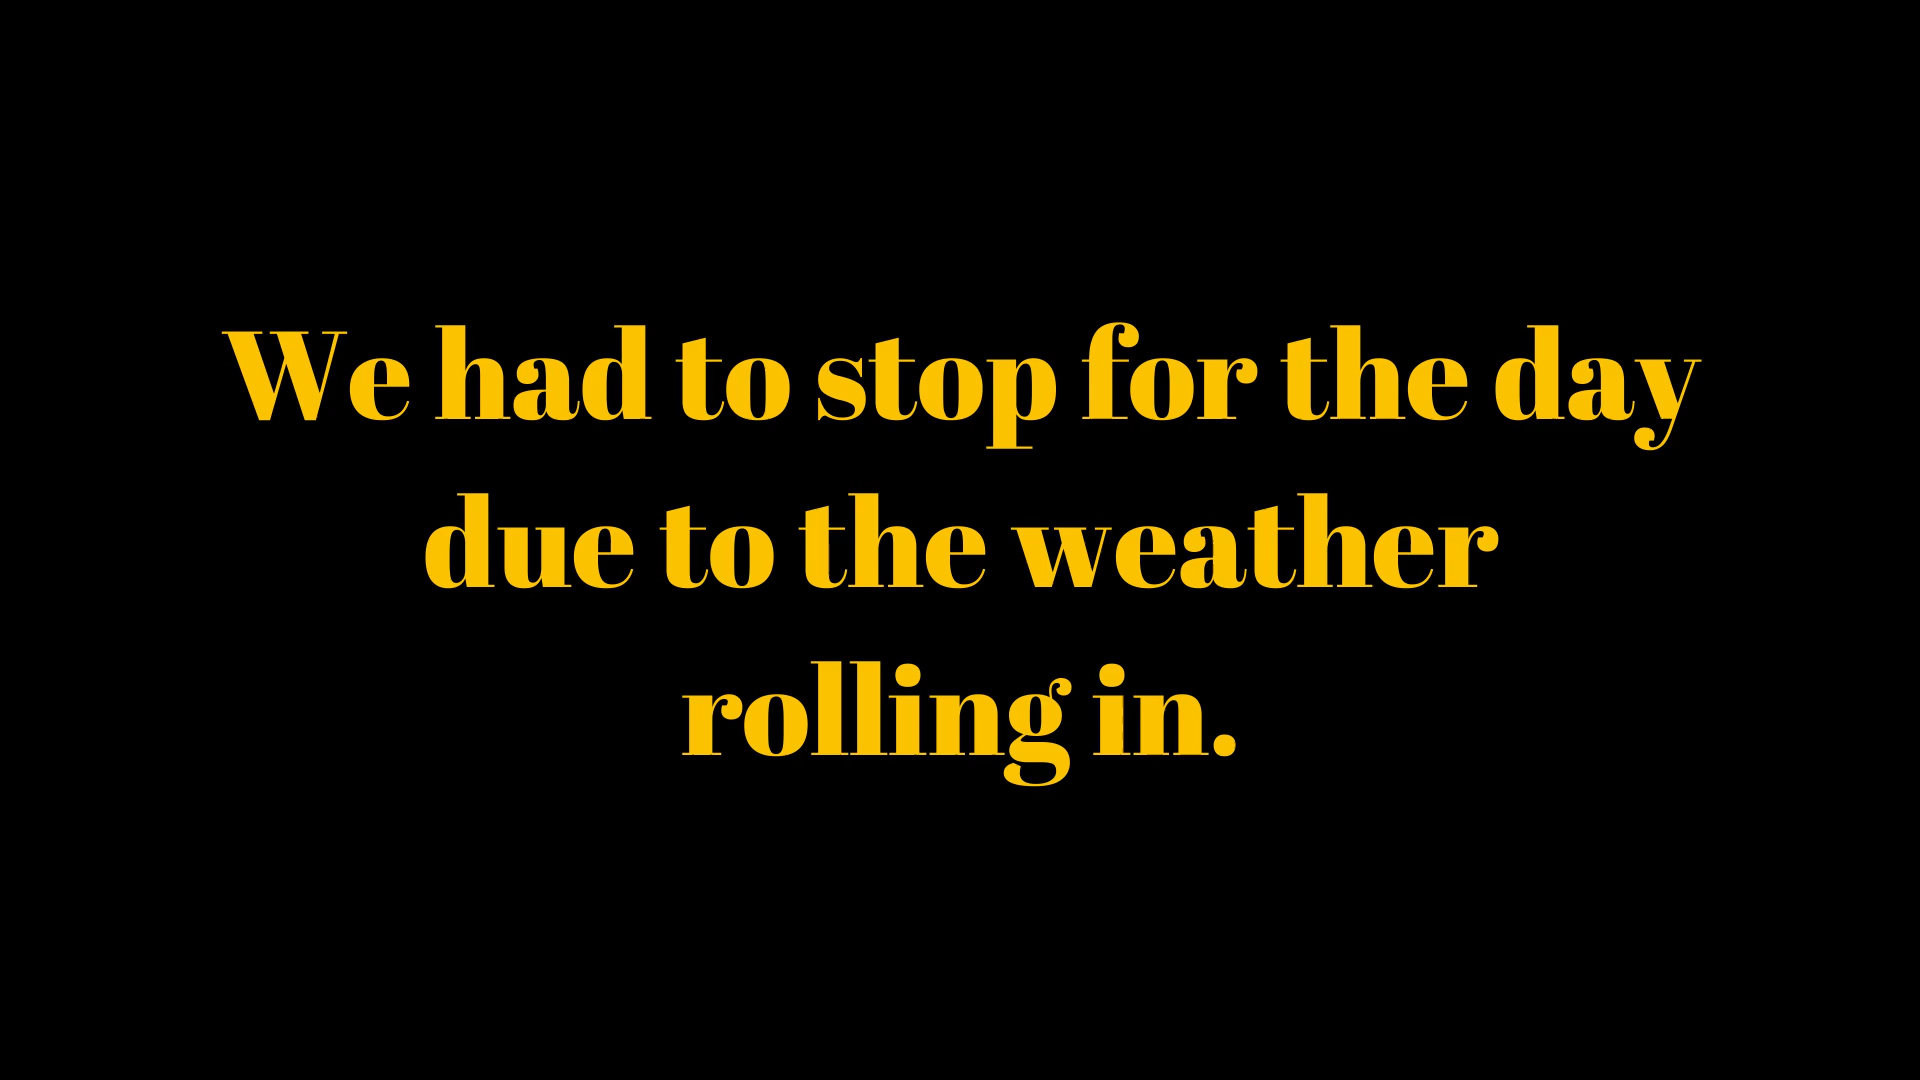 We had to stop for the day
due to the weather
rolling in.